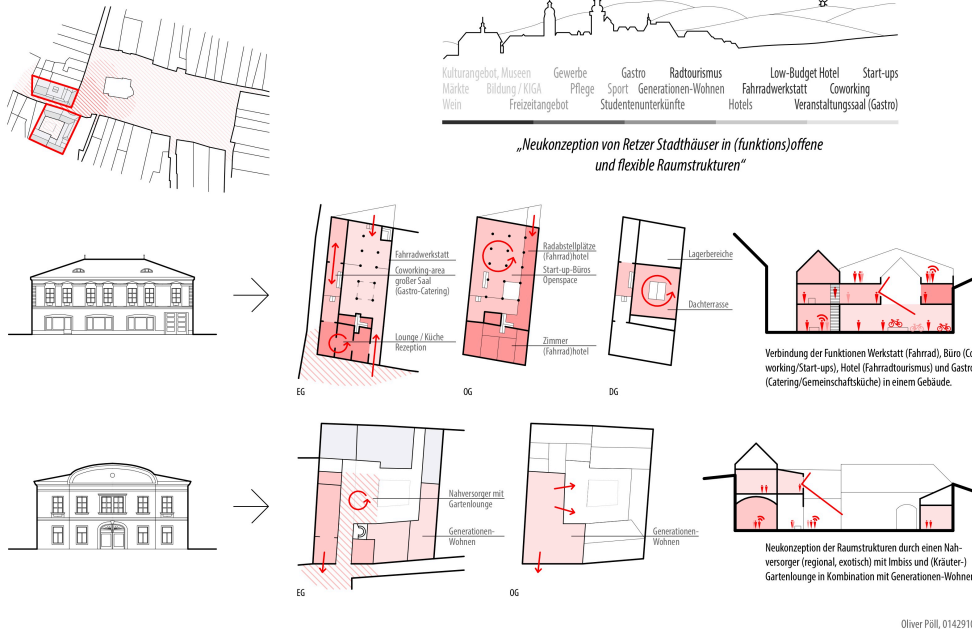 Kulturangebot, Museen Gewerbe Gastro Radtourismus Low-Budget Hotel Start-ups
Märkte Bildung / KIGA Pflege Sport Generationen-Wohnen Fahrradwerkstatt Coworking
Wein Freizeitangebot Studentenunterkünfte Hotels Veranstaltungssaal (Gastro)
„Neukonzeption von Retzer Stadthäuser in (funktions)offene
und flexible Raumstrukturen“
Fahrradwerkstatt
Coworking-area
großer Saal
(Gastro-Catering)
Lounge / Küche
Rezeption
EG
Radabstellplätze
(Fahrrad)hotel
Start-up-Büros
Openspace
Zimmer
(Fahrrad)hotel
OG
Lagerbereiche
Dachterrasse
DG
Verbindung der Funktionen Werkstatt (Fahrrad), Büro (Co
working/Start-ups), Hotel (Fahrradtourismus) und Gastro
(Catering/Gemeinschaftsküche) in einem Gebäude.
Nahversorger mit
Gartenlounge
Generationen-
Wohnen
EG
Generationen-
Wohnen
OG
Neukonzeption der Raumstrukturen durch einen Nah-
versorger (regional, exotisch) mit Imbiss und (Kräuter-)
Gartenlounge in Kombination mit Generationen-Wohnen
Oliver Pöll, 0142910